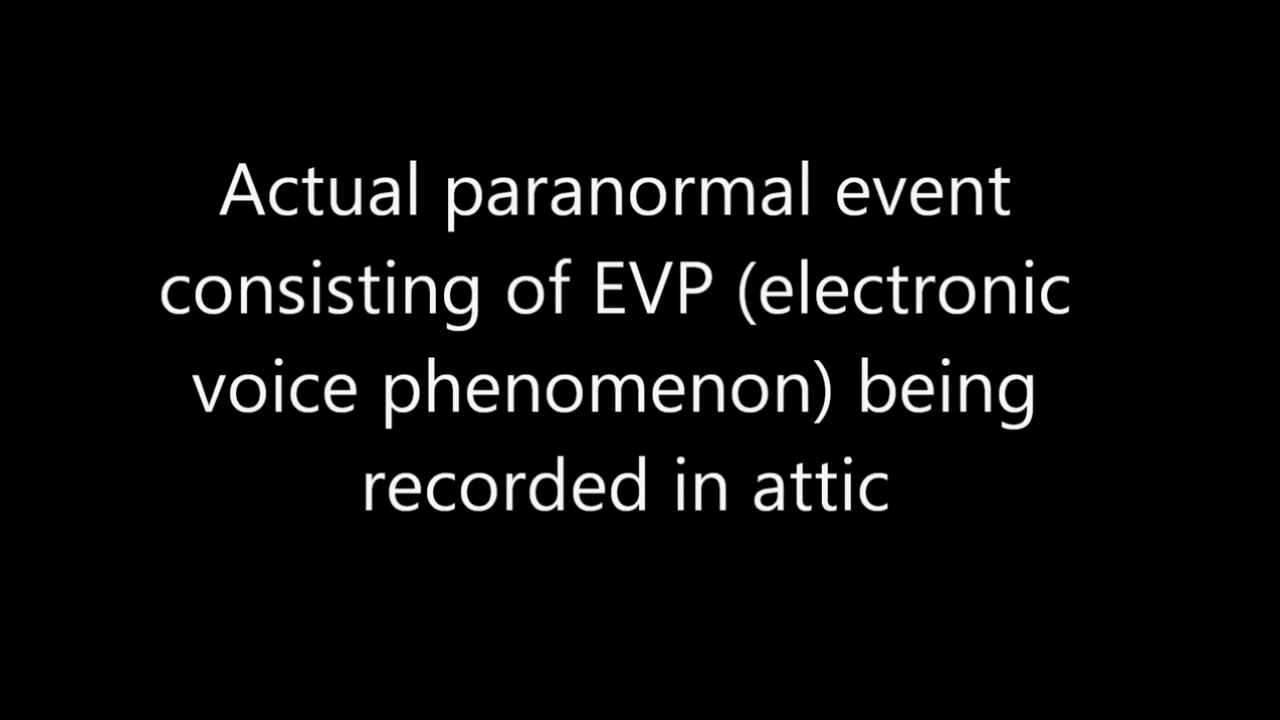 Actual paranormal event
consisting of EVP (electronic
voice phenomenon) being
recorded in attic